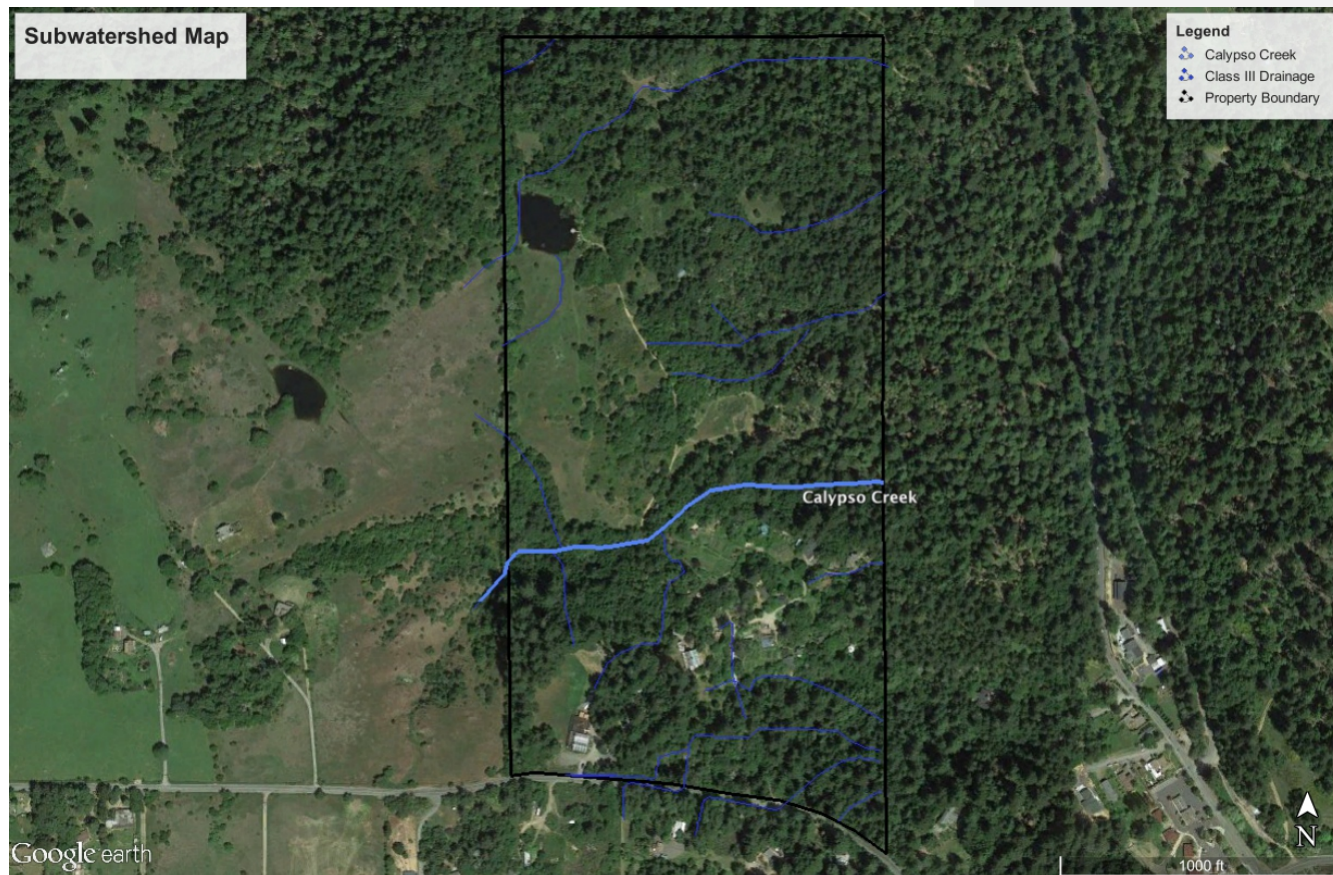 Subwatershed Map
Legend
Calypso Creek
Class III Drainage
Property Boundary
Calypso Creek
N
Google earth
1000 ft